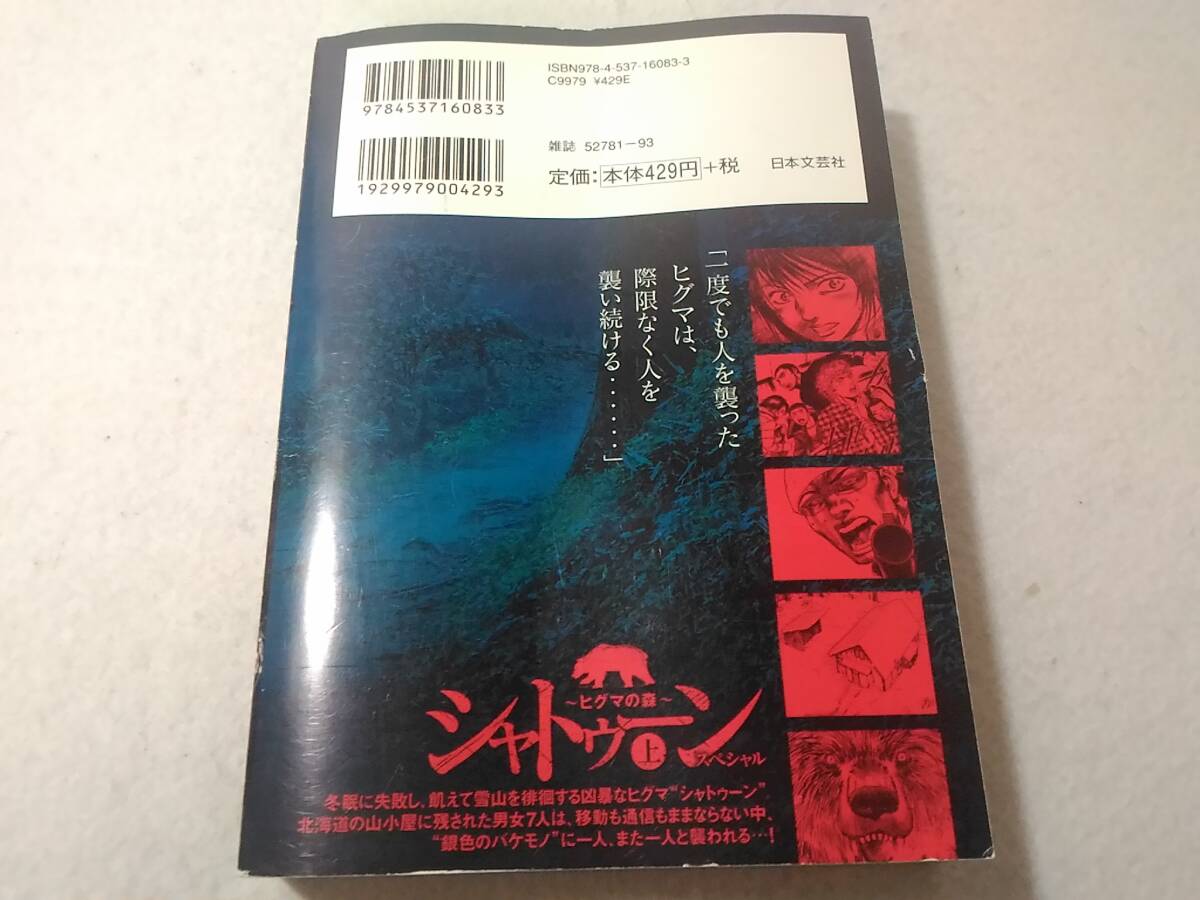 ISBN978-4-537-16083-3
C9979 ¥429E
9784537160833
雑誌 52781-93
定価:本体429円+税
日本文芸社
1929979004293
「一度でも人を襲った
ヒグマは、
際限なく人を
襲い続ける‥‥‥」
~ヒグマの森~
シャトゥーン
上
スペシャル
冬眠に失敗し、飢えて雪山を徘徊する凶暴なヒグマ“シャトゥーン”。
北海道の山小屋に残された男女7人は、移動も通信もままならない中、
“銀色のバケモノ”に一人、また一人と襲われる…!